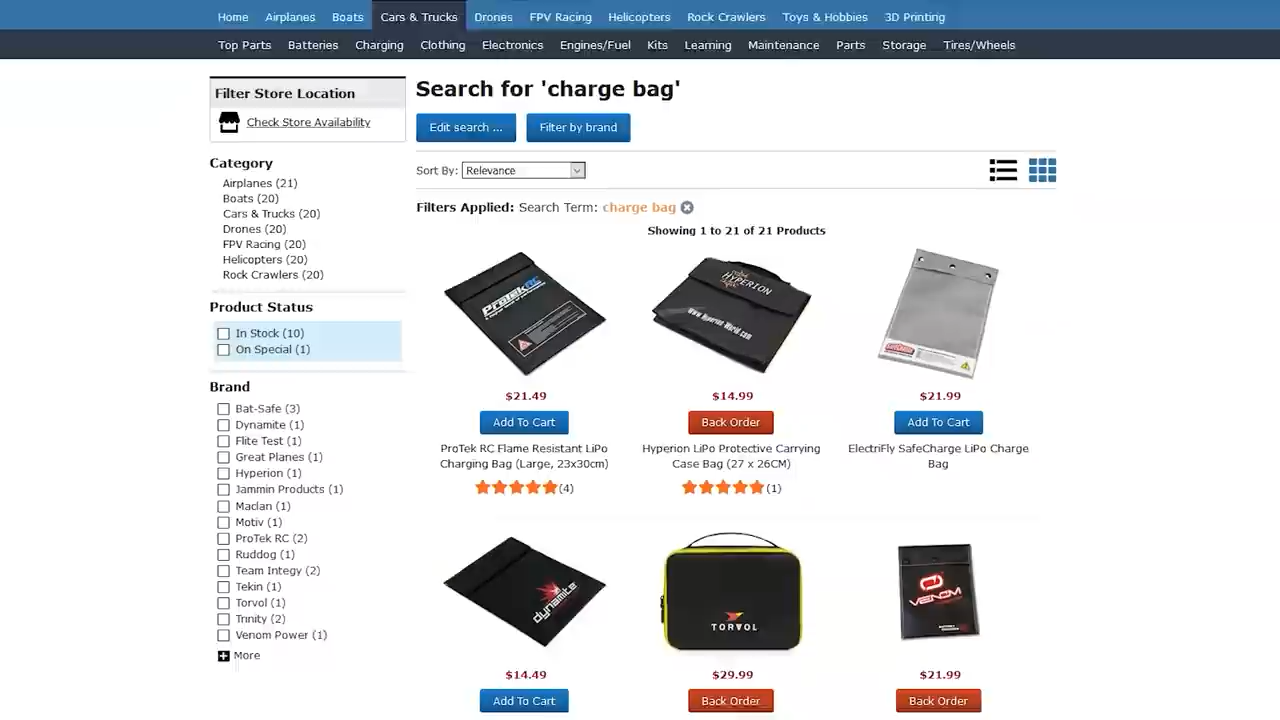 Home Airplanes Boats Cars & Trucks Drones FPV Racing Helicopters Rock Crawlers Toys & Hobbies 3D Printing
Top Parts Batteries Charging Clothing Electronics Engines/Fuel Kits Learning Maintenance Parts Storage Tires/Wheels
Filter Store Location
Check Store Availability
Category
Airplanes (21)
Boats (20)
Cars & Trucks (20)
Drones (20)
FPV Racing (20)
Helicopters (20)
Rock Crawlers (20)
Product Status
In Stock (10)
On Special (1)
Brand
Bat-Safe (3)
Dynamite (1)
Flite Test (1)
Great Planes (1)
Hyperion (1)
Jammin Products (1)
Maclan (1)
Motiv (1)
ProTek RC (2)
Ruddog (1)
Team Integy (2)
Tekin (1)
Torvol (1)
Trinity (2)
Venom Power (1)
More
Search for 'charge bag'
Edit search ... Filter by brand
Sort By: Relevance
Filters Applied: Search Term: charge bag
Showing 1 to 21 of 21 Products
ProTek RC
HYPERION
www.Hyperion-World.com
$21.49 $14.99 $21.99
Add To Cart Back Order Add To Cart
ProTek RC Flame Resistant LiPo Charging Bag (Large, 23x30cm)
Hyperion LiPo Protective Carrying Case Bag (27 x 26CM)
ElectriFly SafeCharge LiPo Charge Bag
(4) (1)
dynamite
TORVOL
VENOM
$14.49 $29.99 $21.99
Add To Cart Back Order Back Order